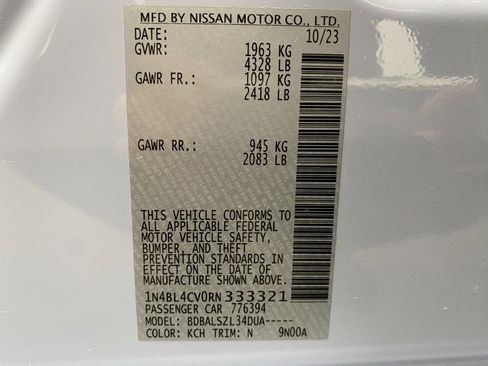 MFD BY NISSAN MOTOR CO., LTD.
DATE: 10/23
GVWR: 1963 KG
4328 LB
GAWR FR.: 1097 KG
2418 LB
GAWR RR.: 945 KG
2083 LB
THIS VEHICLE CONFORMS TO
ALL APPLICABLE FEDERAL
MOTOR VEHICLE SAFETY,
BUMPER, AND THEFT
PREVENTION STANDARDS IN
EFFECT ON THE DATE OF
MANUFACTURE SHOWN ABOVE.
1N4BL4CV0RN333321
PASSENGER CAR 776394
MODEL: BDBALSZL34DUA-----
COLOR: KCH TRIM: N 9N00A